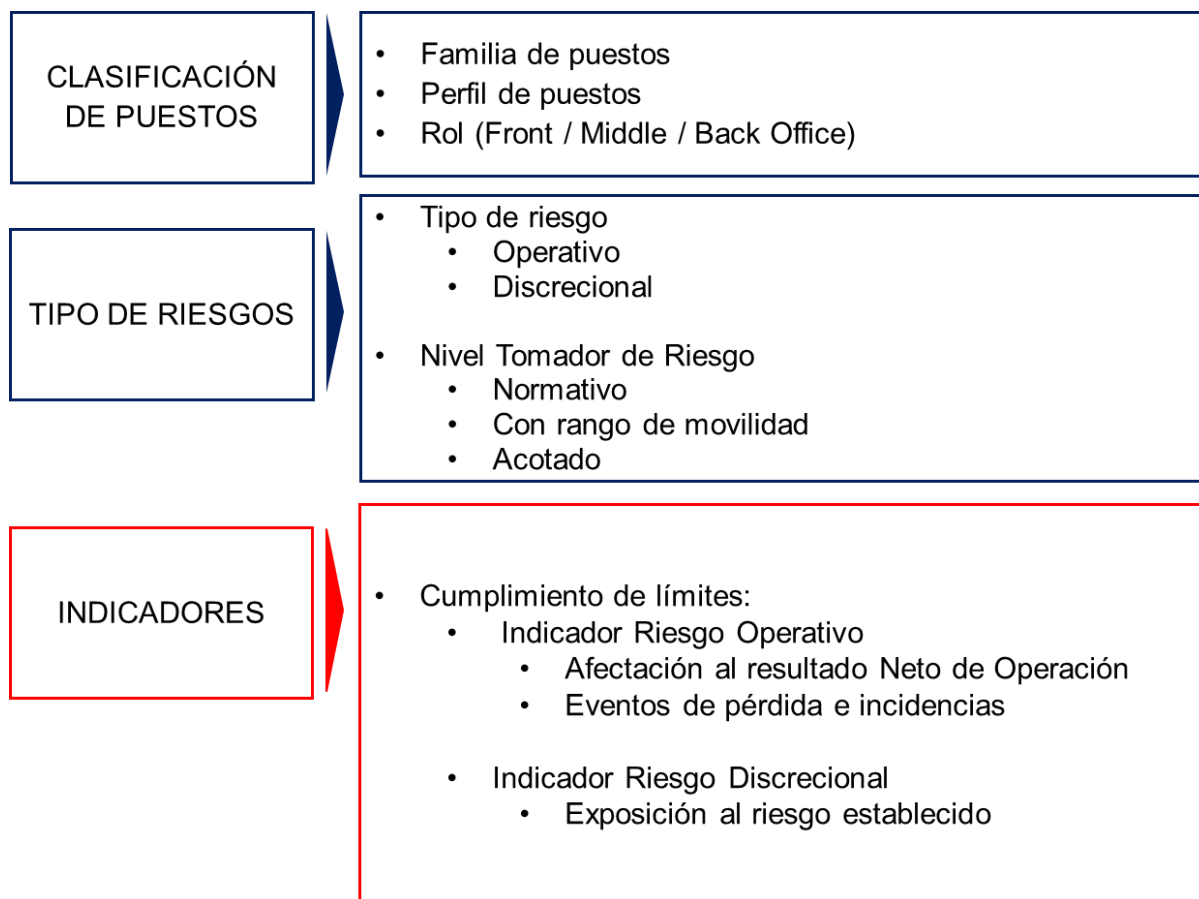 CLASIFICACIÓN
DE PUESTOS
• Familia de puestos
• Perfil de puestos
• Rol (Front / Middle / Back Office)
TIPO DE RIESGOS
• Tipo de riesgo
• Operativo
• Discrecional
• Nivel Tomador de Riesgo
• Normativo
• Con rango de movilidad
• Acotado
INDICADORES
• Cumplimiento de límites:
• Indicador Riesgo Operativo
• Afectación al resultado Neto de Operación
• Eventos de pérdida e incidencias
• Indicador Riesgo Discrecional
• Exposición al riesgo establecido